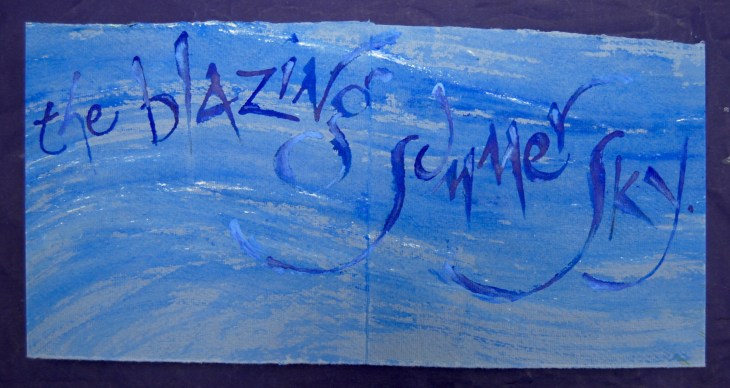 the blazing summer sky.